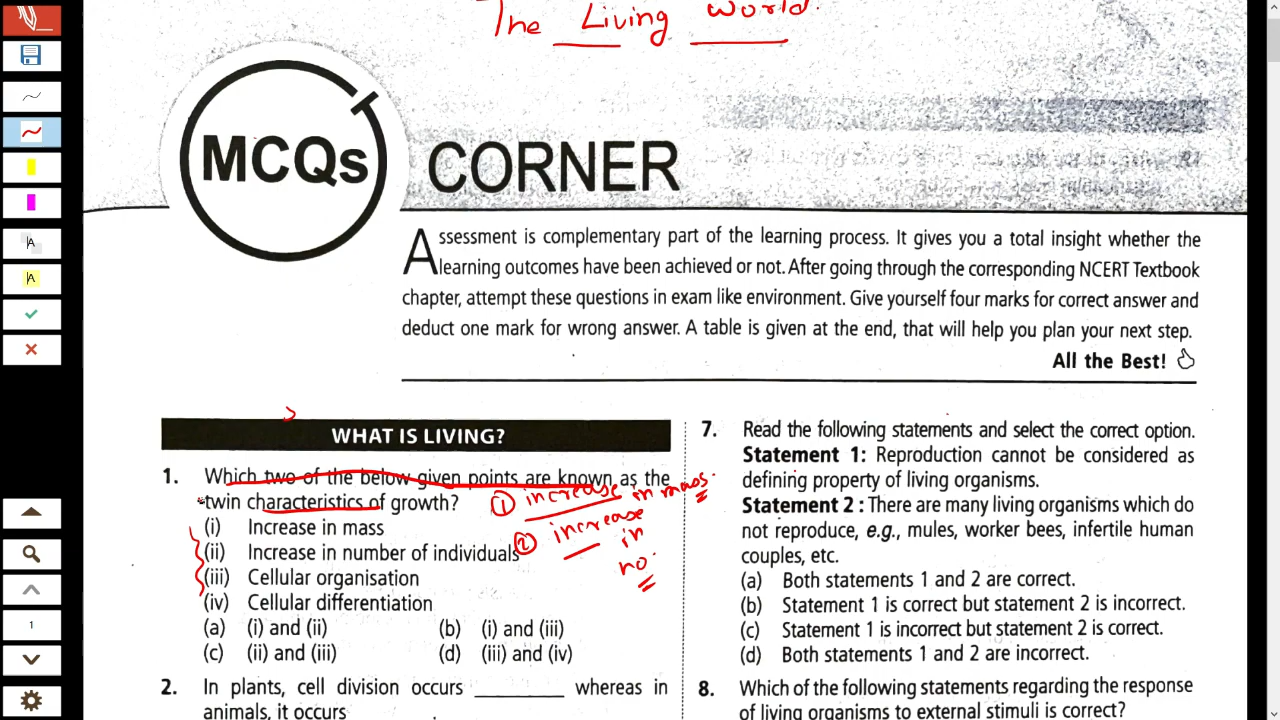 The Living World.
MCQs CORNER
Assessment is complementary part of the learning process. It gives you a total insight whether the
learning outcomes have been achieved or not. After going through the corresponding NCERT Textbook
chapter, attempt these questions in exam like environment. Give yourself four marks for correct answer and
deduct one mark for wrong answer. A table is given at the end, that will help you plan your next step.
All the Best!
WHAT IS LIVING?
1. Which two of the below given points are known as the
twin characteristics of growth?
(i) Increase in mass
(ii) Increase in number of individuals
(iii) Cellular organisation
(iv) Cellular differentiation
(a) (i) and (ii) (b) (i) and (iii)
(c) (ii) and (iii) (d) (iii) and (iv)
① increase in mass.
② increase
in
no.
2. In plants, cell division occurs ________ whereas in
animals, it occurs
7. Read the following statements and select the correct option.
Statement 1: Reproduction cannot be considered as
defining property of living organisms.
Statement 2 : There are many living organisms which do
not reproduce, e.g., mules, worker bees, infertile human
couples, etc.
(a) Both statements 1 and 2 are correct.
(b) Statement 1 is correct but statement 2 is incorrect.
(c) Statement 1 is incorrect but statement 2 is correct.
(d) Both statements 1 and 2 are incorrect.
8. Which of the following statements regarding the response
of living organisms to external stimuli is correct?
A
A
1